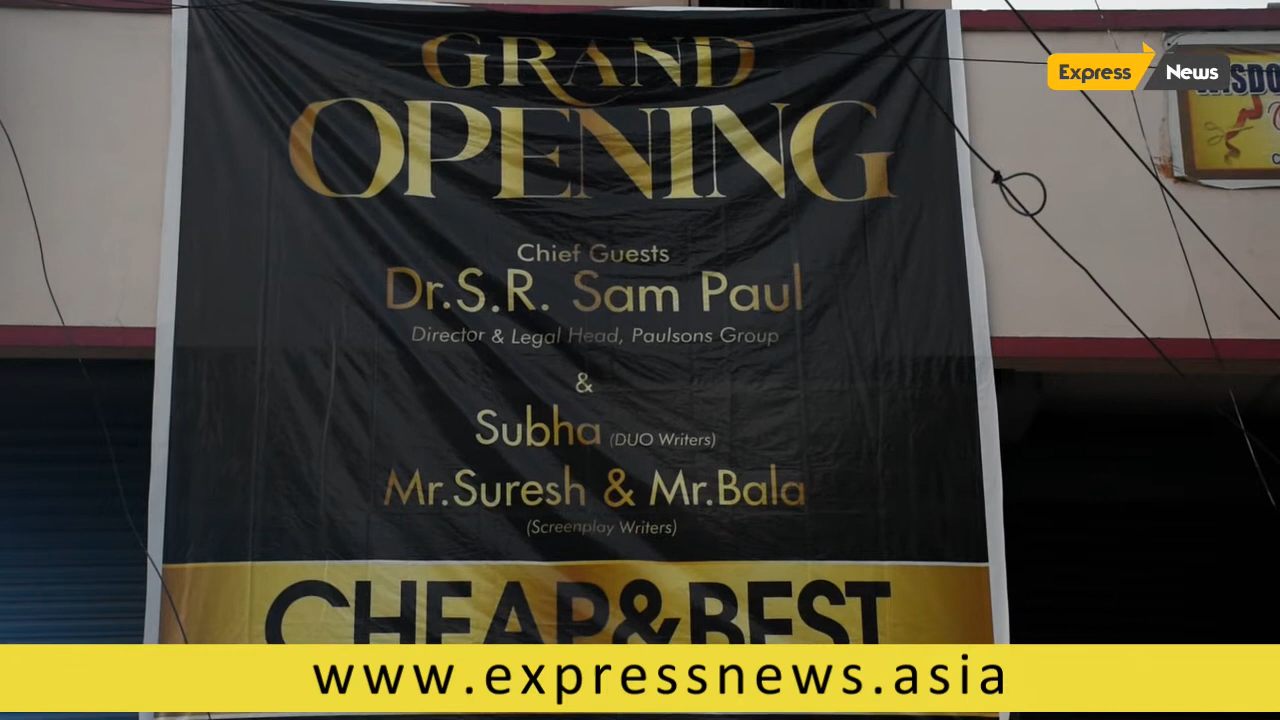 GRAND
OPENING
Express News
Chief Guests
Dr.S.R. Sam Paul
Director & Legal Head, Paulsons Group
&
Subha (DUO Writers)
Mr.Suresh & Mr.Bala
(Screenplay Writers)
CHEAP&BEST
www.expressnews.asia